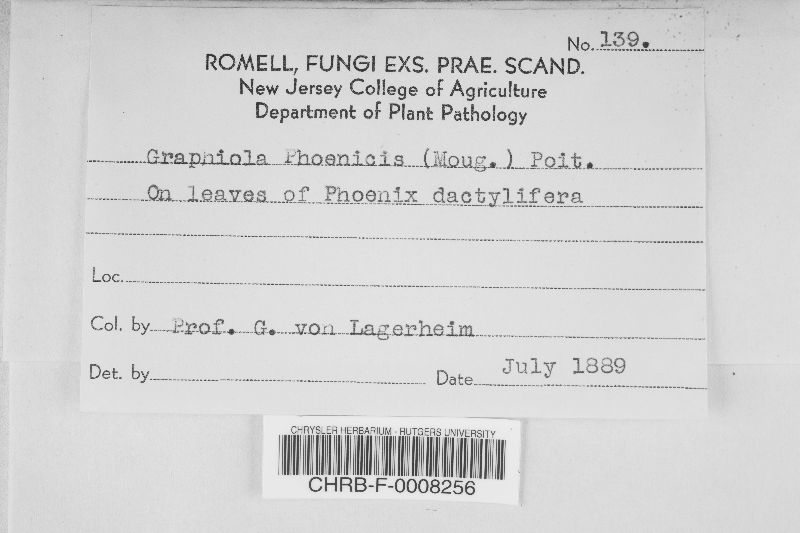 No. 139.
ROMELL, FUNGI EXS. PRAE. SCAND.
New Jersey College of Agriculture
Department of Plant Pathology
Graphiola Phoenicis (Moug.) Poit.
On leaves of Phoenix dactylifera
Loc.
Col. by Prof. G. von Lagerheim
Det. by Date July 1889
CHRYSLER HERBARIUM - RUTGERS UNIVERSITY
CHRB-F-0008256